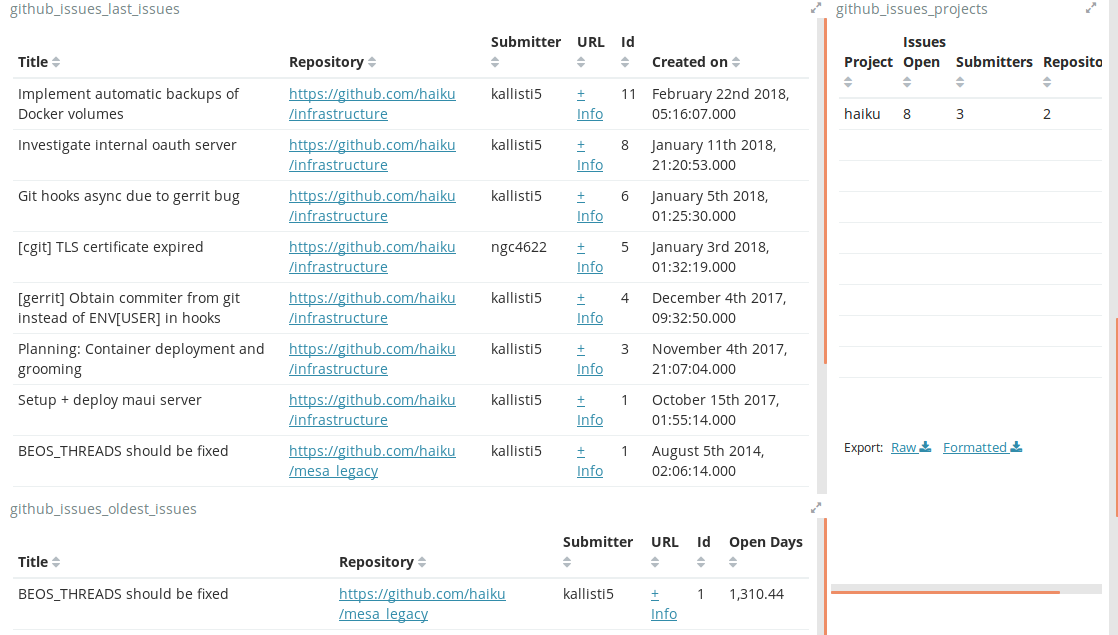 github_issues_last_issues
Title Repository Submitter URL Id Created on
Implement automatic backups of
Docker volumes
https://github.com/haiku
/infrastructure
kallisti5
+
Info
11
February 22nd 2018,
05:16:07.000
Investigate internal oauth server
https://github.com/haiku
/infrastructure
kallisti5
+
Info
8
January 11th 2018,
21:20:53.000
Git hooks async due to gerrit bug
https://github.com/haiku
/infrastructure
kallisti5
+
Info
6
January 5th 2018,
01:25:30.000
[cgit] TLS certificate expired
https://github.com/haiku
/infrastructure
ngc4622
+
Info
5
January 3rd 2018,
01:32:19.000
[gerrit] Obtain commiter from git
instead of ENV[USER] in hooks
https://github.com/haiku
/infrastructure
kallisti5
+
Info
4
December 4th 2017,
09:32:50.000
Planning: Container deployment and
grooming
https://github.com/haiku
/infrastructure
kallisti5
+
Info
3
November 4th 2017,
21:07:04.000
Setup + deploy maui server
https://github.com/haiku
/infrastructure
kallisti5
+
Info
1
October 15th 2017,
01:55:14.000
BEOS_THREADS should be fixed
https://github.com/haiku
/mesa_legacy
kallisti5
+
Info
1
August 5th 2014,
02:06:14.000
github_issues_projects
Issues
Project Open Submitters Reposito
haiku 8 3 2
Export: Raw Formatted
github_issues_oldest_issues
Title Repository Submitter URL Id Open Days
BEOS_THREADS should be fixed
https://github.com/haiku
/mesa_legacy
kallisti5
+
Info
1
1,310.44